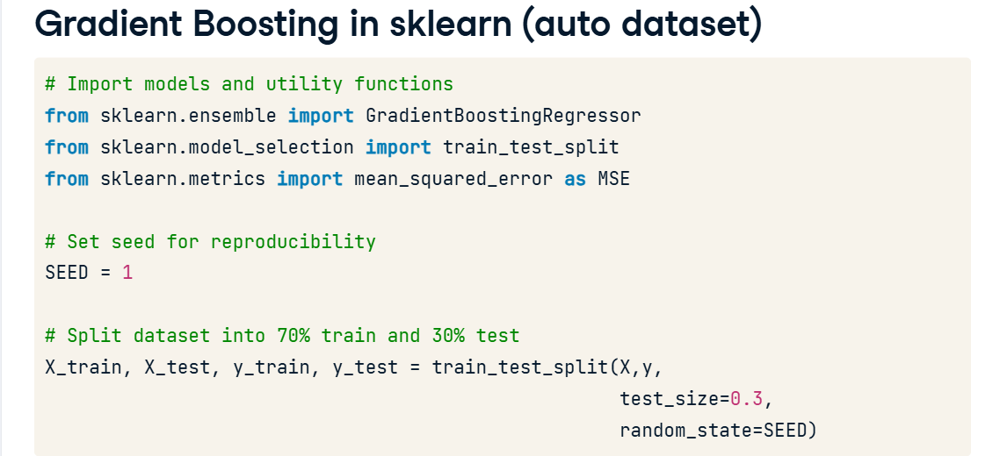 Gradient Boosting in sklearn (auto dataset)
# Import models and utility functions
from sklearn.ensemble import GradientBoostingRegressor
from sklearn.model_selection import train_test_split
from sklearn.metrics import mean_squared_error as MSE
# Set seed for reproducibility
SEED = 1
# Split dataset into 70% train and 30% test
X_train, X_test, y_train, y_test = train_test_split(X,y,
test_size=0.3,
random_state=SEED)